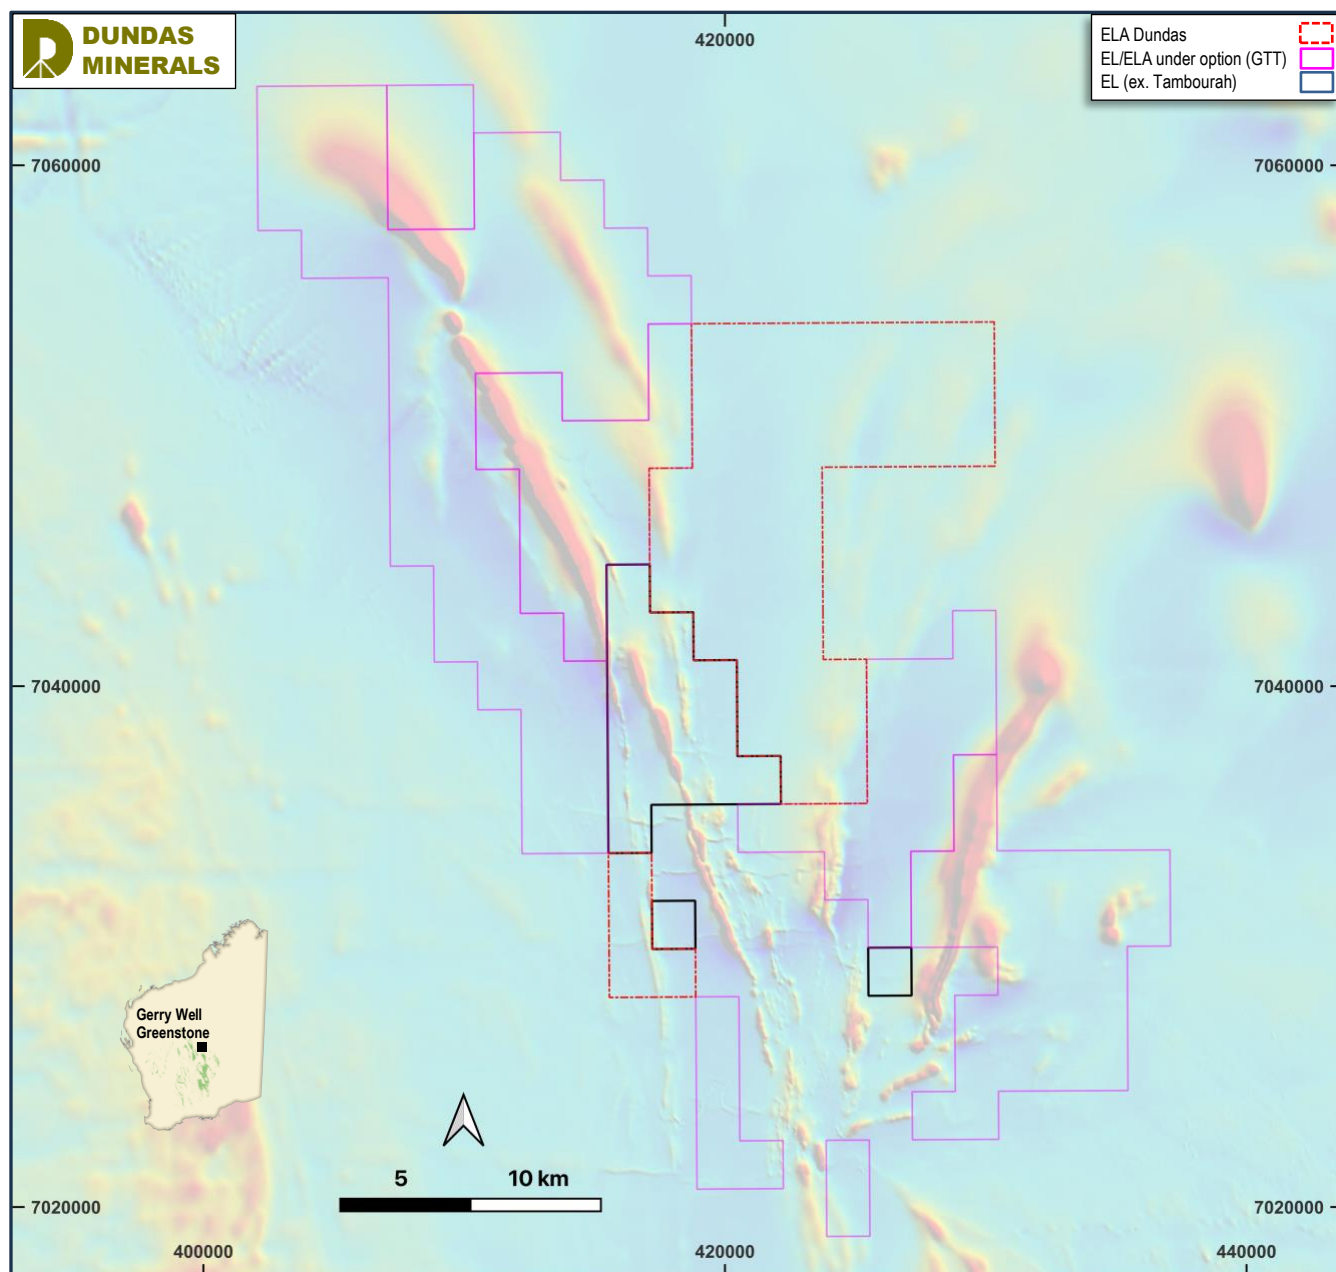 DUNDAS
MINERALS
420000
ELA Dundas
EL/ELA under option (GTT)
EL (ex. Tambourah)
7060000
7060000
7040000
7040000
Gerry Well
Greenstone
5
10 km
7020000
7020000
400000
420000
440000